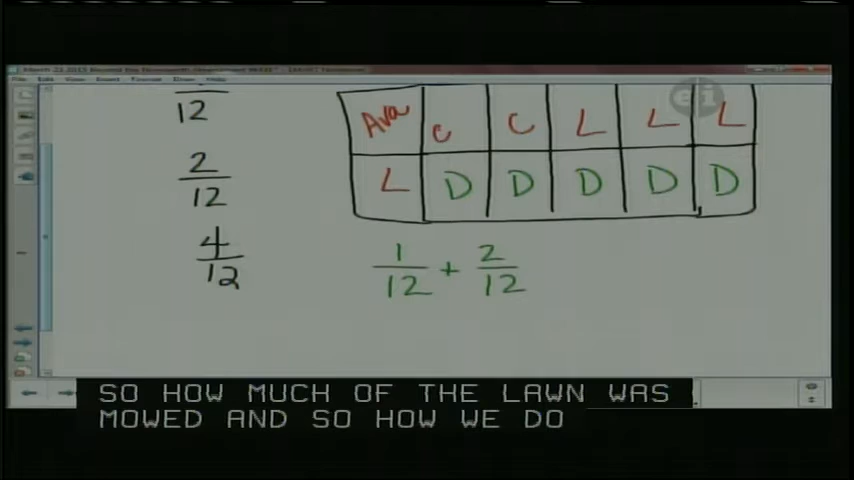 12
Ava C C L L L
2
12
L D D D D D
4
12
1/12 + 2/12
SO HOW MUCH OF THE LAWN WAS
MOWED AND SO HOW WE DO